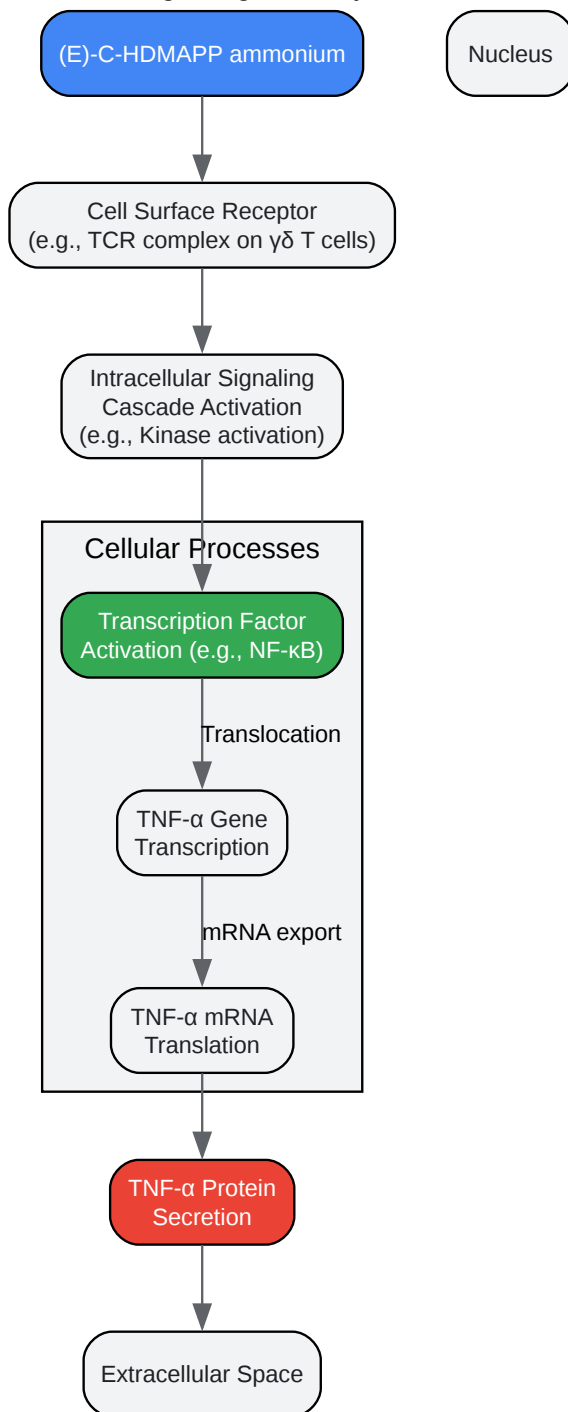 (E)-C-HDMAPP ammonium
Nucleus
Cell Surface Receptor
(e.g., TCR complex on γδ T cells)
Intracellular Signaling
Cascade Activation
(e.g., Kinase activation)
Cellular Processes
Transcription Factor
Activation (e.g., NF-κB)
Translocation
TNF-α Gene
Transcription
mRNA export
TNF-α mRNA
Translation
TNF-α Protein
Secretion
Extracellular Space